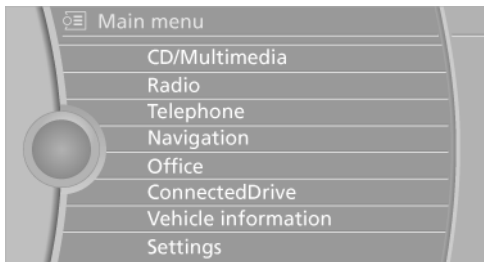 Main menu
CD/Multimedia
Radio
Telephone
Navigation
Office
ConnectedDrive
Vehicle information
Settings